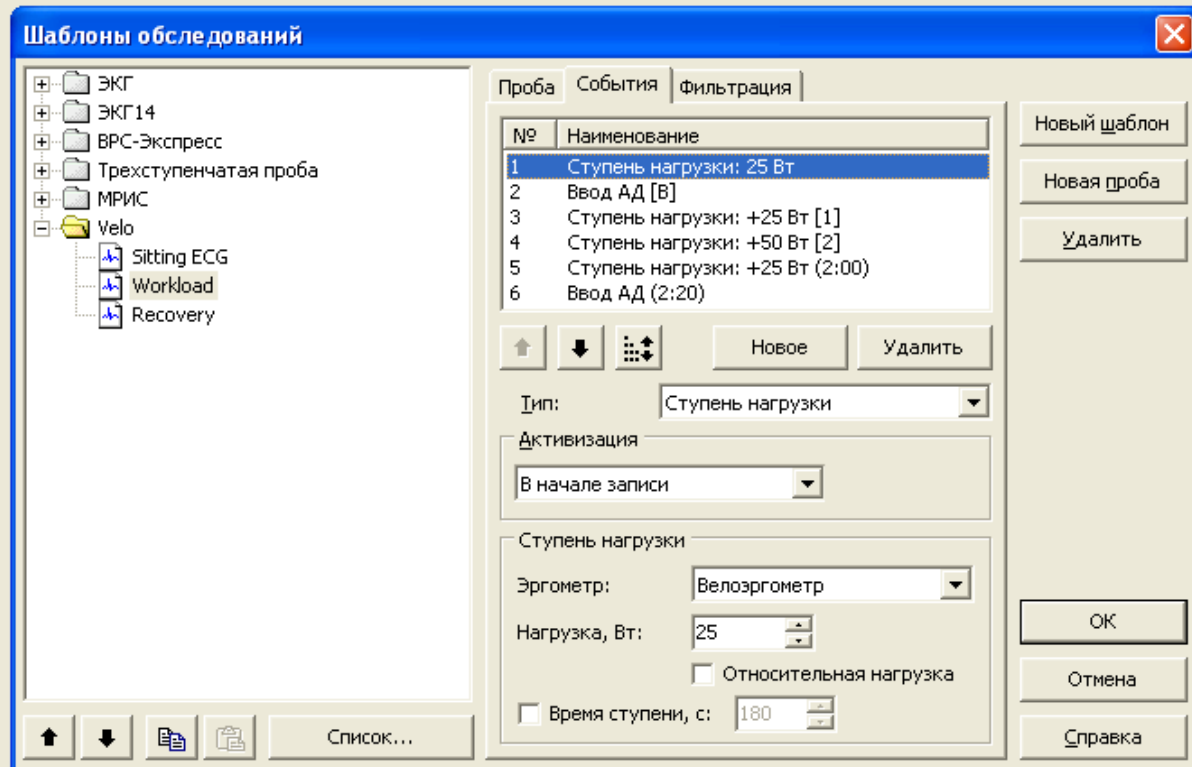 Шаблоны обследований
ЭКГ
ЭКГ14
ВРС-Экспресс
Трехступенчатая проба
МРИС
Velo
Sitting ECG
Workload
Recovery
Список...
Проба События Фильтрация
№ Наименование
1 Ступень нагрузки: 25 Вт
2 Ввод АД [В]
3 Ступень нагрузки: +25 Вт [1]
4 Ступень нагрузки: +50 Вт [2]
5 Ступень нагрузки: +25 Вт (2:00)
6 Ввод АД (2:20)
Новое Удалить
Тип: Ступень нагрузки
Активизация
В начале записи
Ступень нагрузки
Эргометр: Велоэргометр
Нагрузка, Вт: 25
Относительная нагрузка
Время ступени, с: 180
Новый шаблон
Новая проба
Удалить
ОК
Отмена
Справка